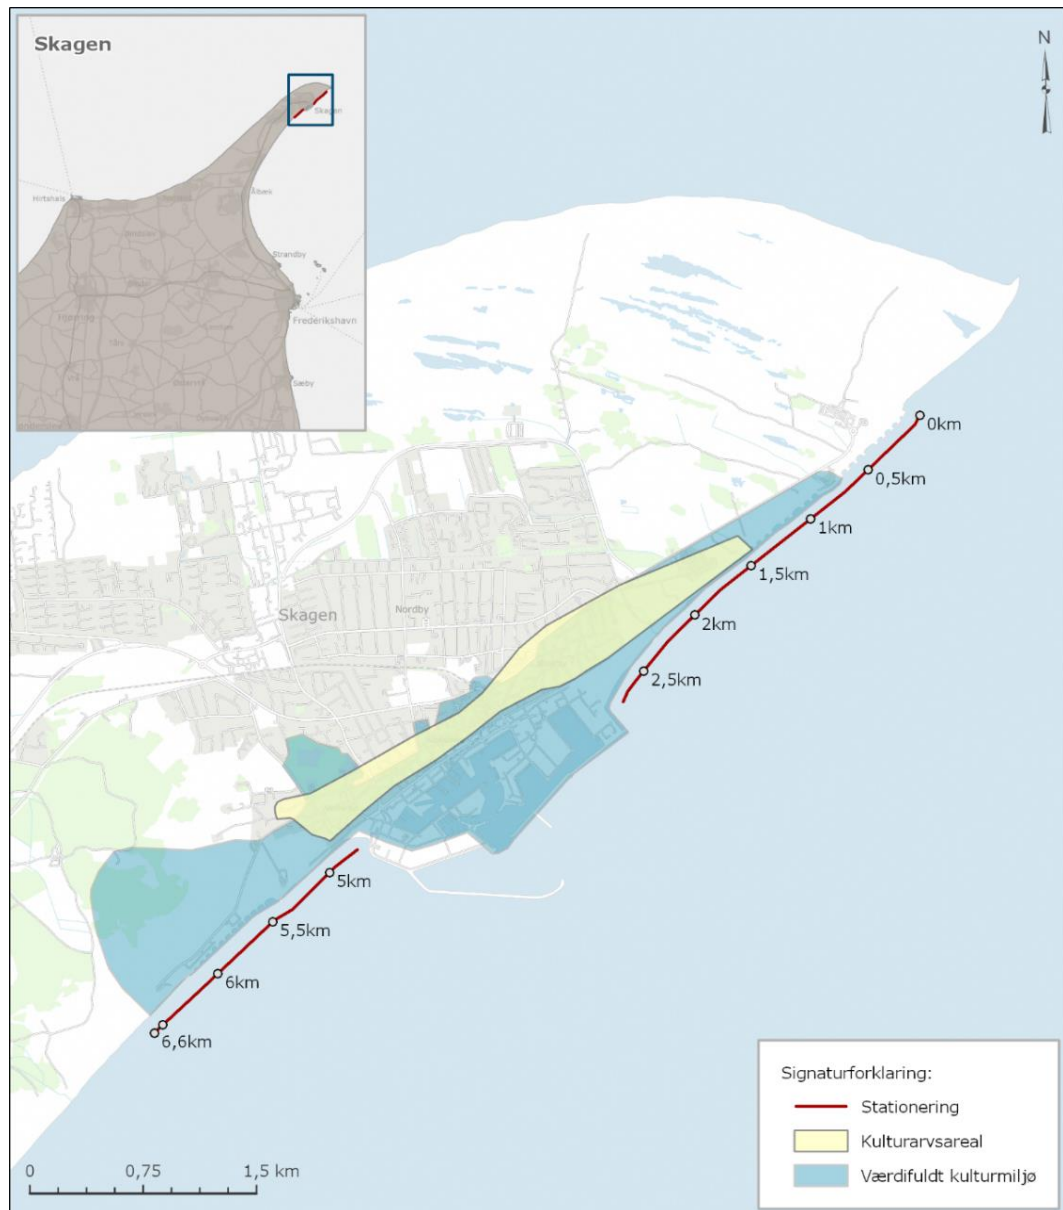 Skagen
N
Skagen
Hirtshals
Ålbæk
Strandby
Hjørring
Frederikshavn
Sæby
0km
0,5km
1km
1,5km
Nordby
Skagen
2km
2,5km
5km
5,5km
6km
6,6km
Signaturforklaring:
Stationering
Kulturarvsareal
Værdifuldt kulturmiljø
0 0,75 1,5 km